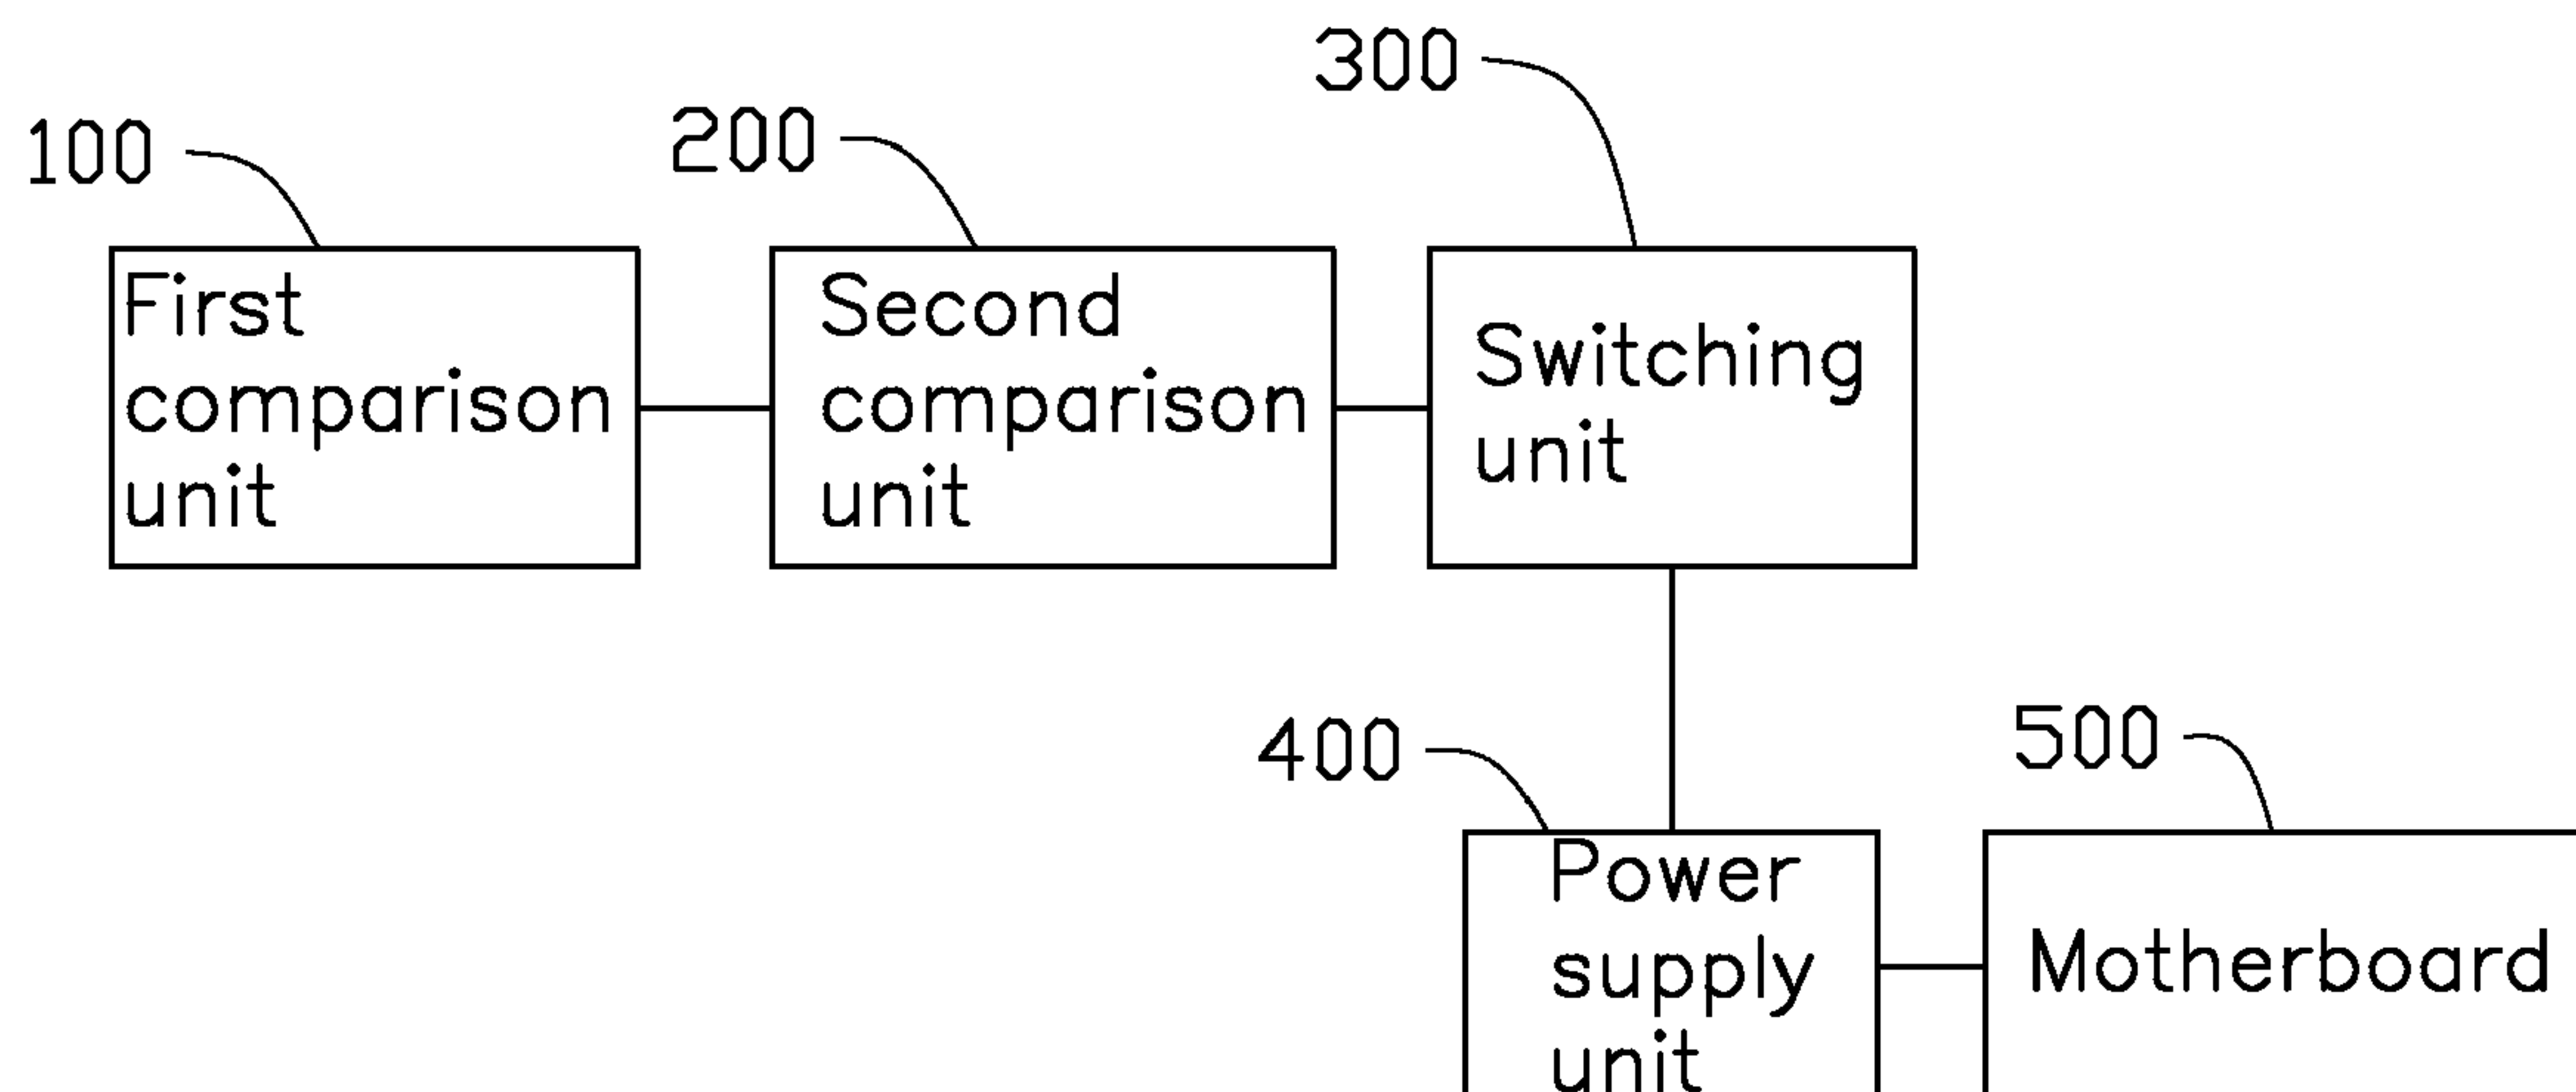 300
200
100
First
comparison
unit
Second
comparison
unit
Switching
unit
400
500
Power
supply
unit
Motherboard